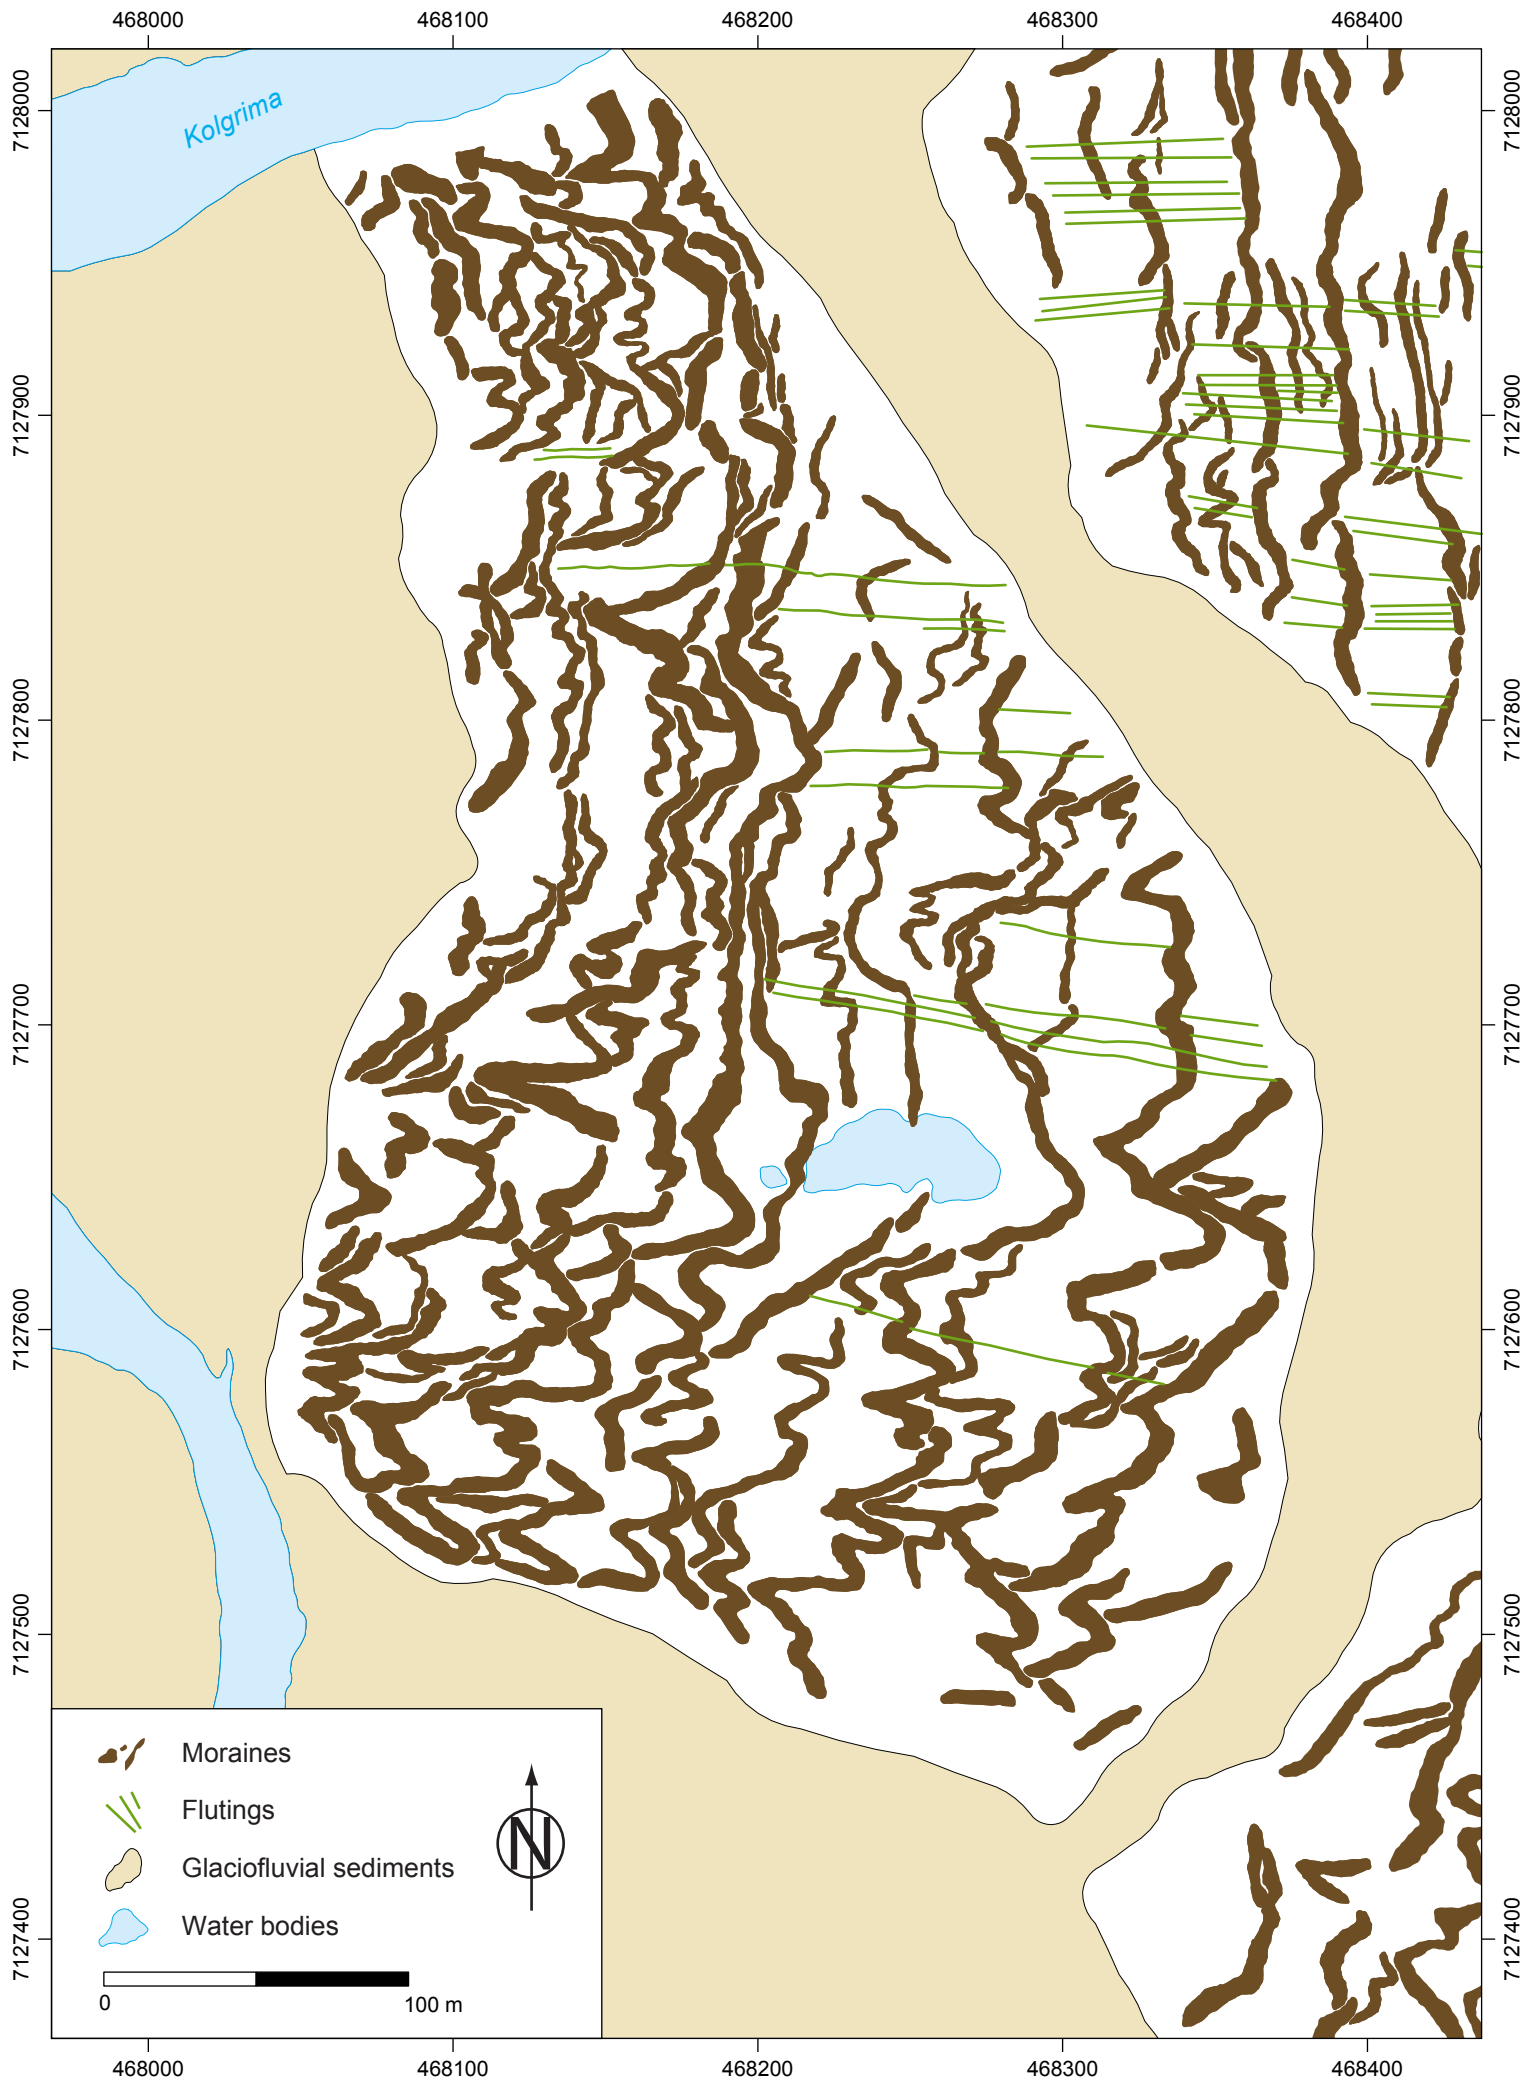 468000 468100 468200 468300 468400
7128000 7128000
Kolgrima
7127900 7127900
7127800 7127800
7127700 7127700
7127600 7127600
7127500 7127500
Moraines
Flutings
Glaciofluvial sediments
Water bodies
N
0 100 m
7127400 7127400
468000 468100 468200 468300 468400